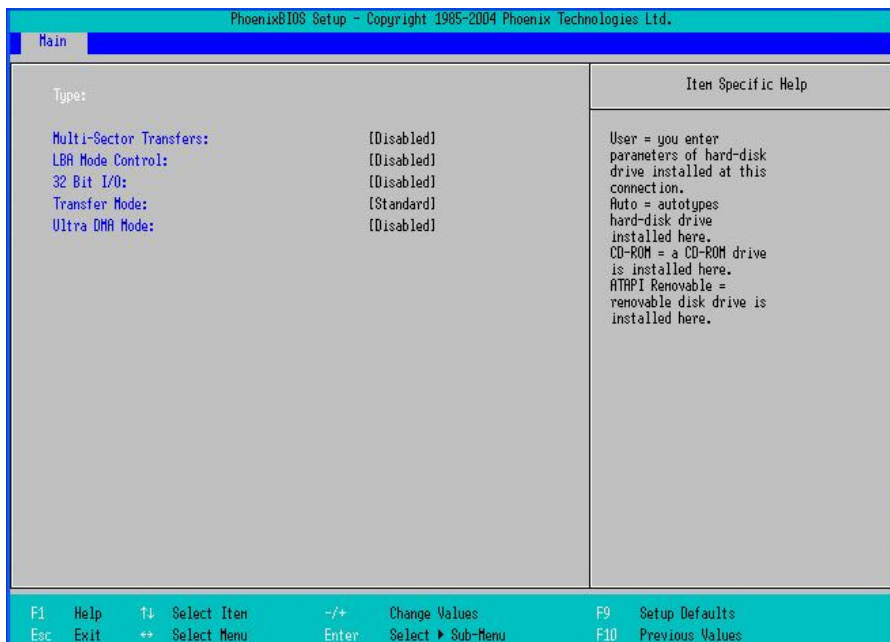 PhoenixBIOS Setup - Copyright 1985-2004 Phoenix Technologies Ltd.
Main
Type:
Multi-Sector Transfers: [Disabled]
LBA Mode Control: [Disabled]
32 Bit I/O: [Disabled]
Transfer Mode: [Standard]
Ultra DMA Mode: [Disabled]
Item Specific Help
User = you enter
parameters of hard-disk
drive installed at this
connection.
Auto = autotypes
hard-disk drive
installed here.
CD-ROM = a CD-ROM drive
is installed here.
ATAPI Removable =
removable disk drive is
installed here.
F1 Help ↑↓ Select Item -/+ Change Values F9 Setup Defaults
Esc Exit ↔ Select Menu Enter Select ▶ Sub-Menu F10 Previous Values